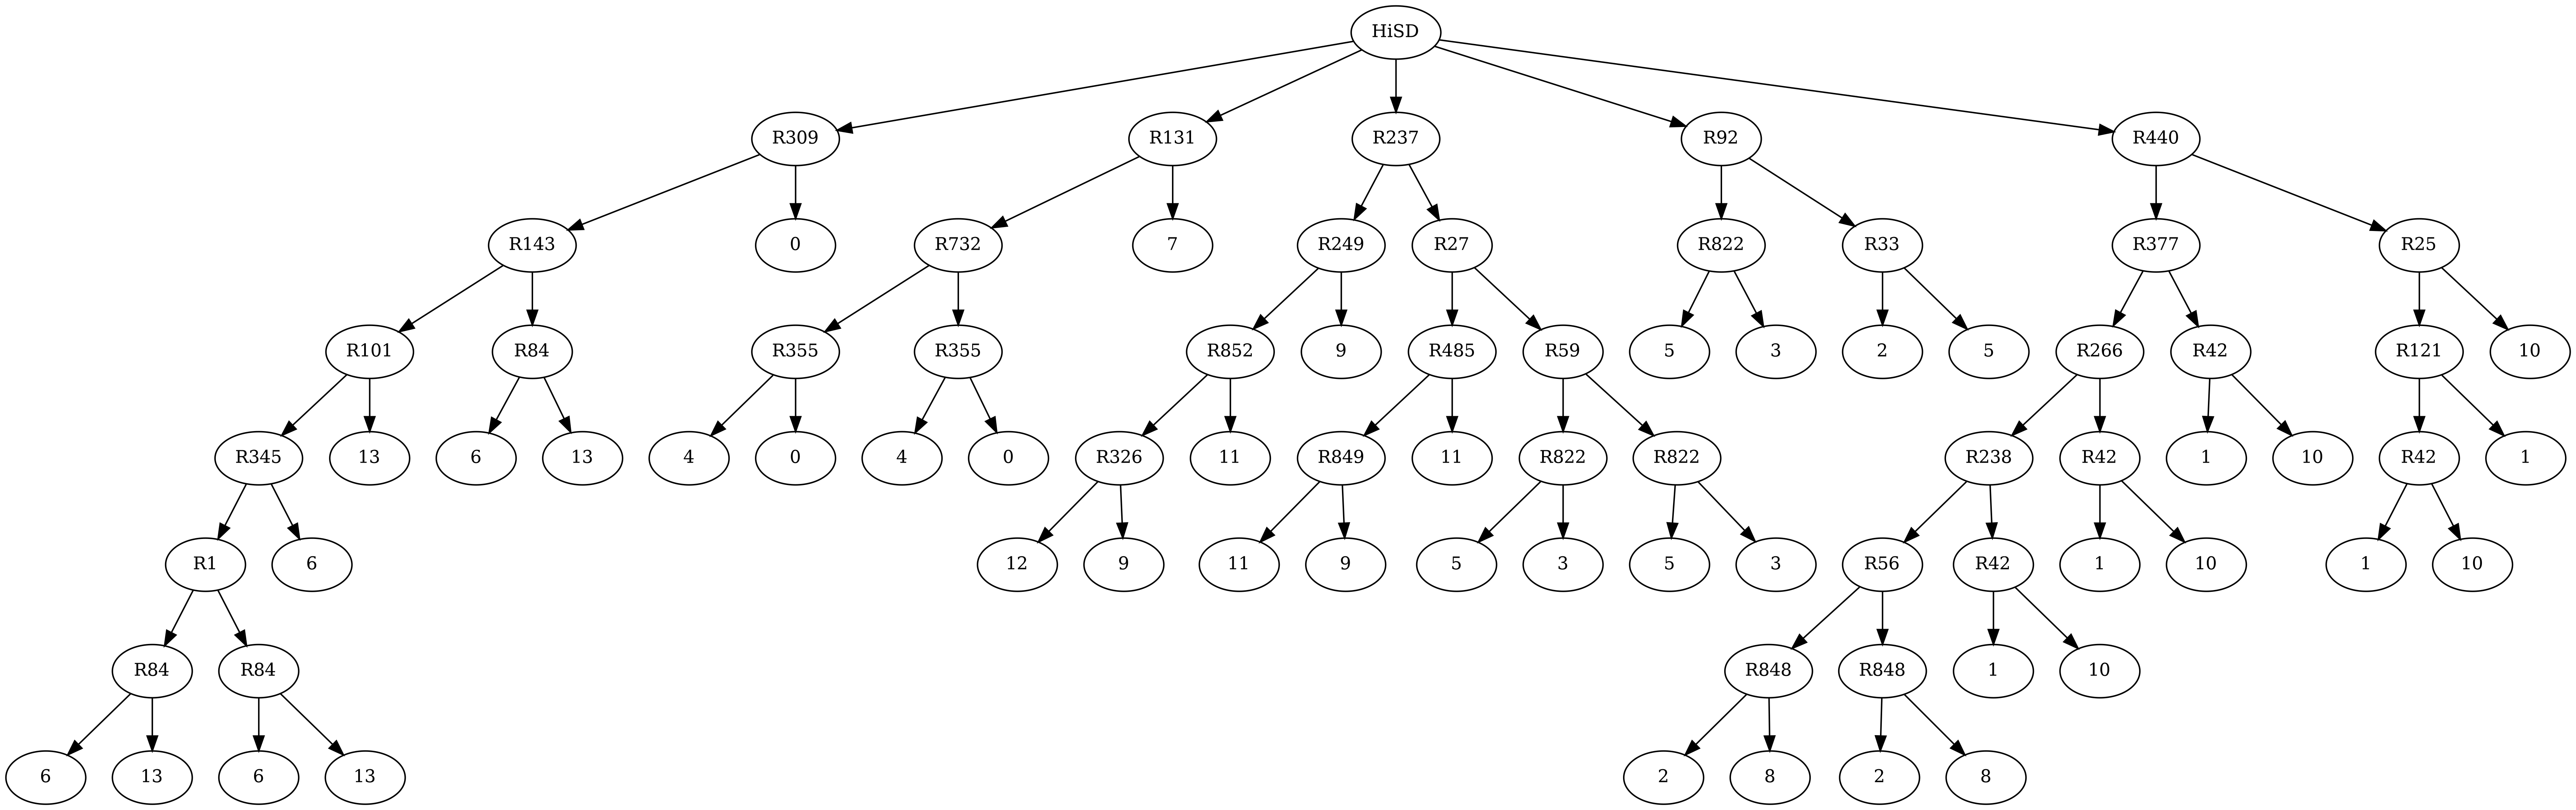 HiSD
R309 R131 R237 R92 R440
R143 0 R732 7 R249 R27 R822 R33 R377 R25
R101 R84 R355 R355 R852 9 R485 R59 5 3 2 5 R266 R42 R121 10
R345 13 6 13 4 0 4 0 R326 11 R849 11 R822 R822 R238 R42 1 10 R42 1
R1 6 12 9 11 9 5 3 5 3 R56 R42 1 10 1 10
R84 R84 R848 R848 1 10
6 13 6 13 2 8 2 8